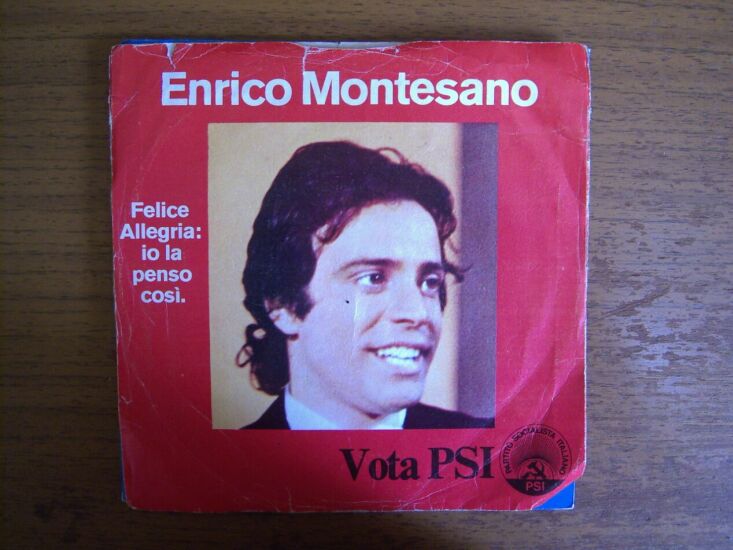 Enrico Montesano
Felice
Allegria:
io la
penso
così.
Vota PSI
PARTITO SOCIALISTA ITALIANO
PSI